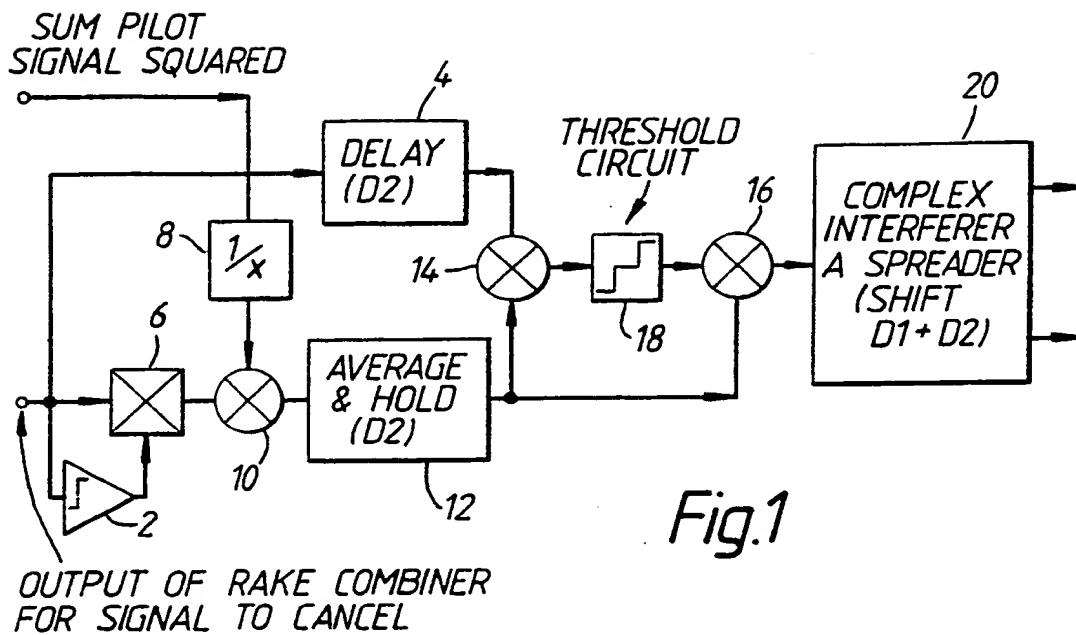 SUM PILOT
SIGNAL SQUARED
4
DELAY
(D2)
THRESHOLD
CIRCUIT
20
COMPLEX
INTERFERER
A SPREADER
(SHIFT
D1+D2)
16
8
1/x
14
18
6
10
AVERAGE
& HOLD
(D2)
12
2
Fig.1
OUTPUT OF RAKE COMBINER
FOR SIGNAL TO CANCEL